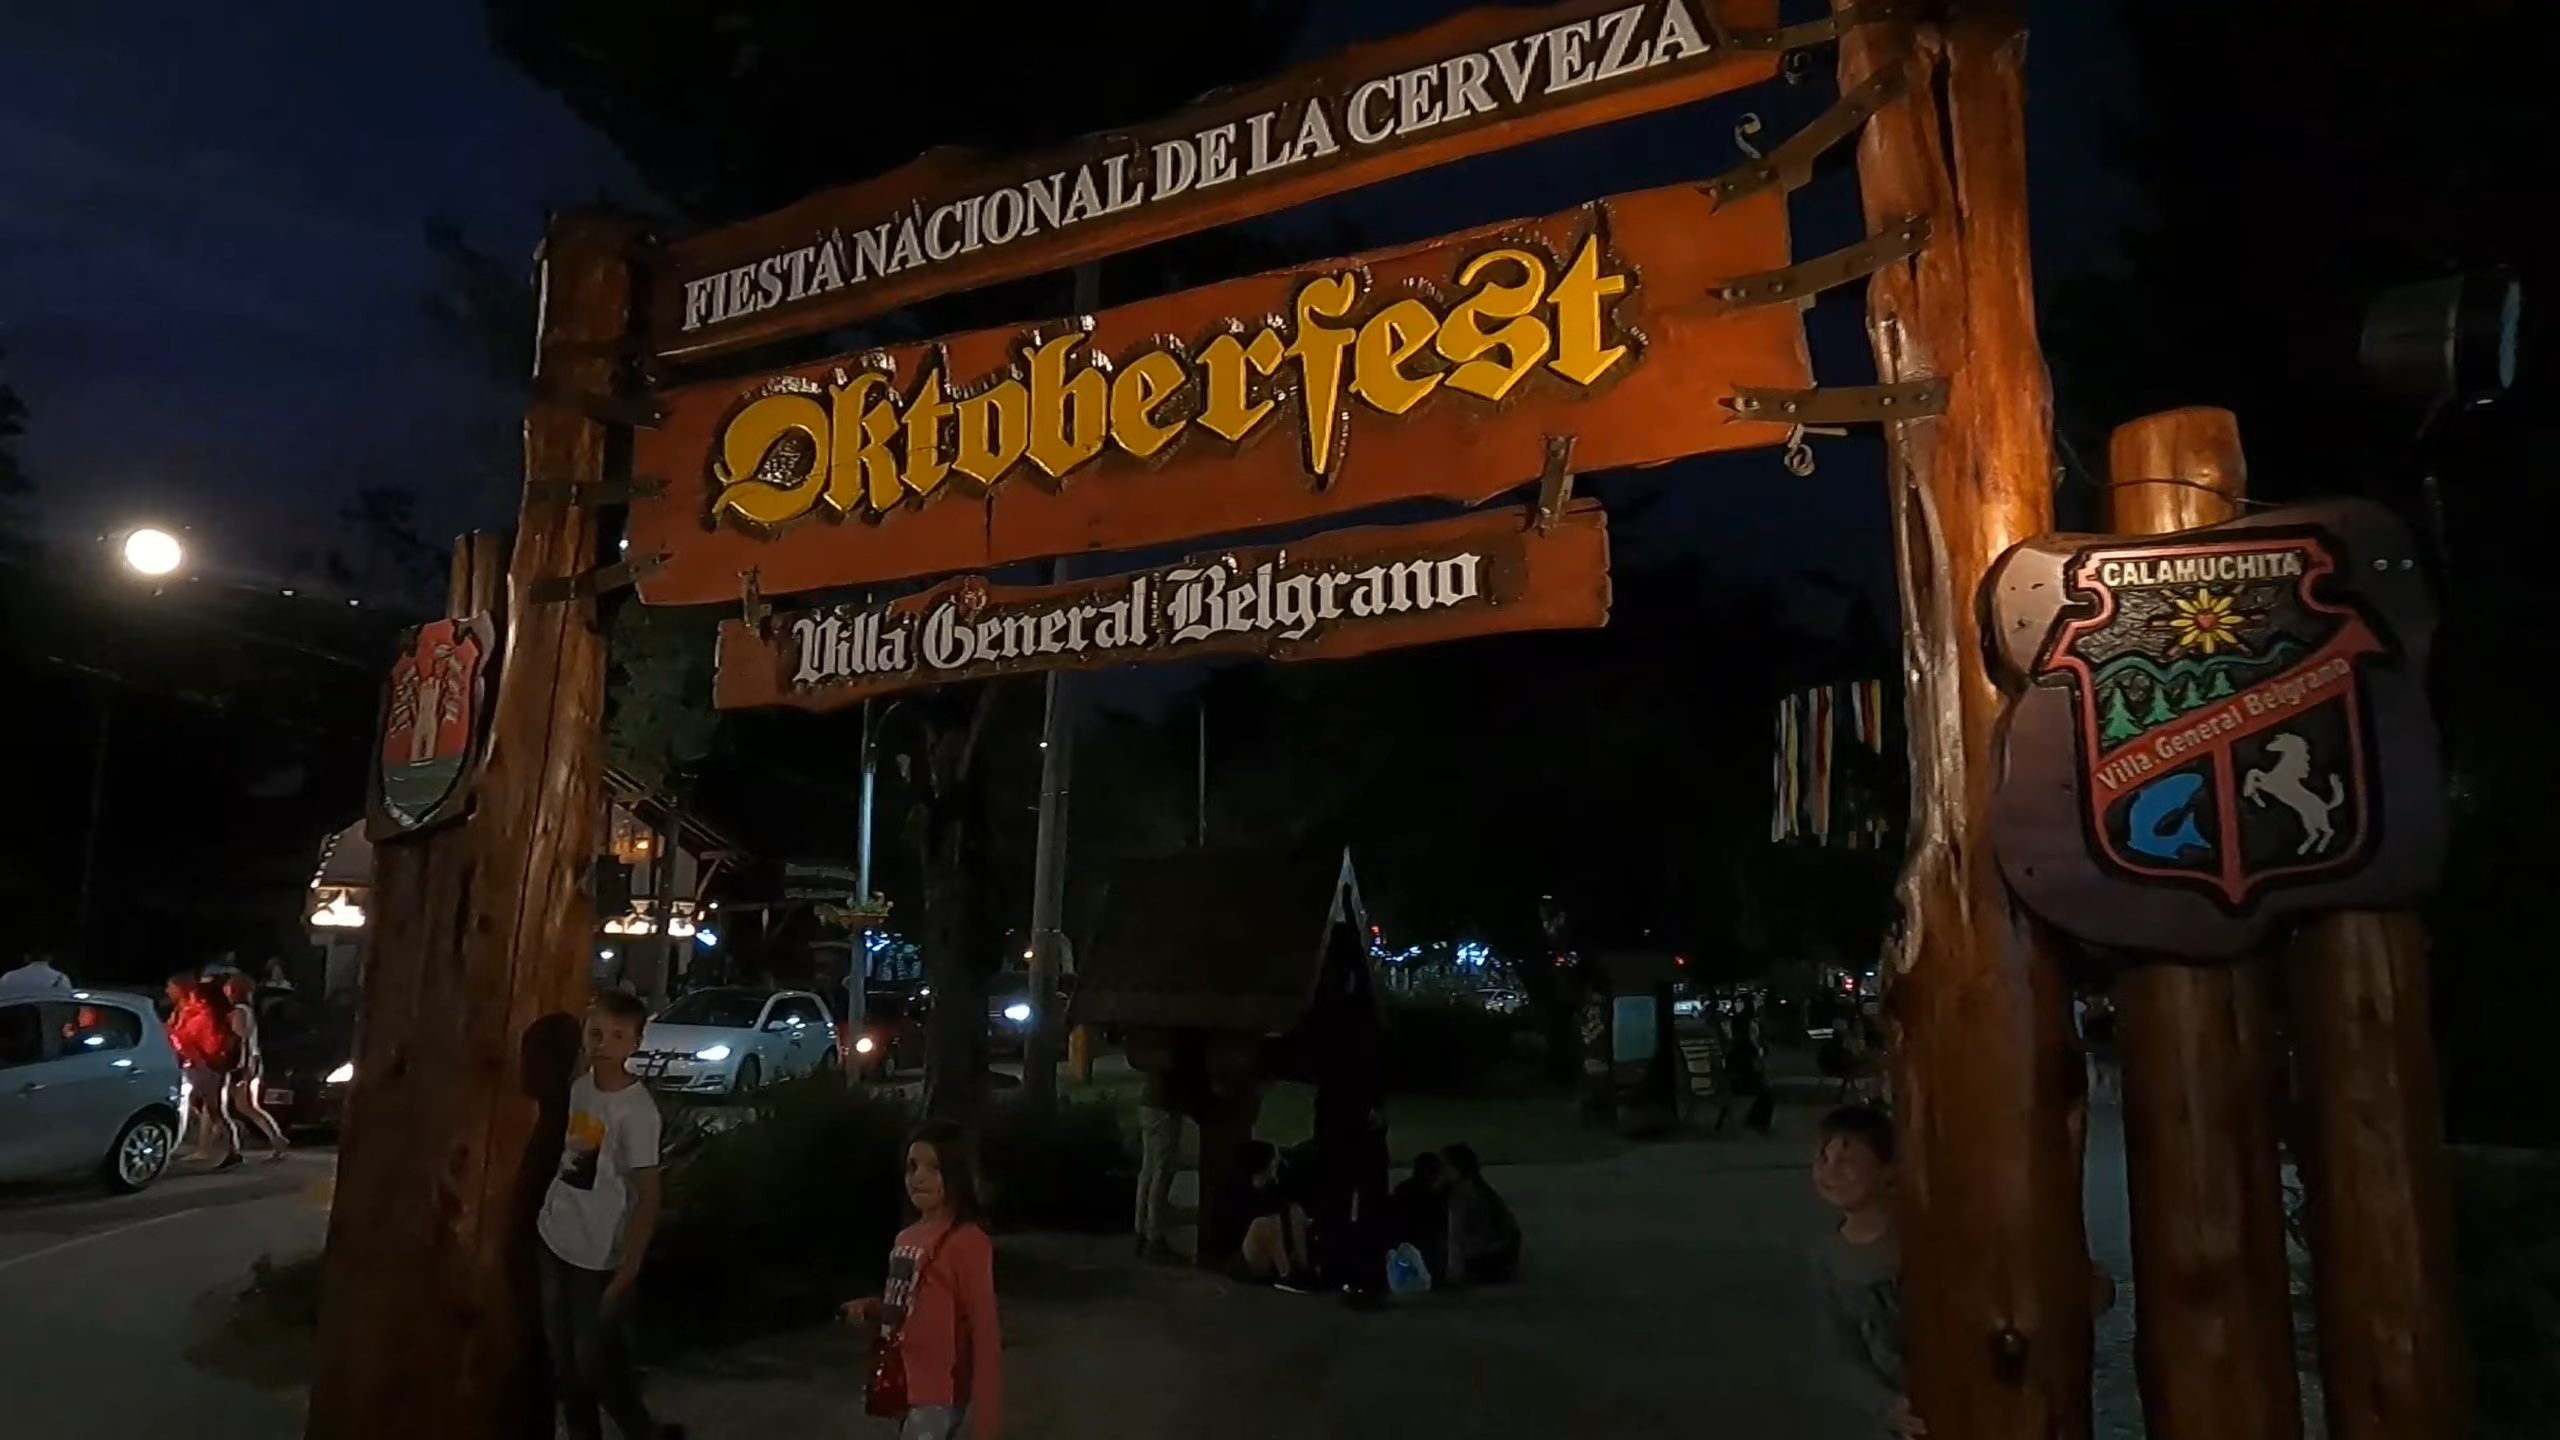 FIESTA NACIONAL DE LA CERVEZA
Oktoberfest
Villa General Belgrano
CALAMUCHITA
Villa General Belgrano